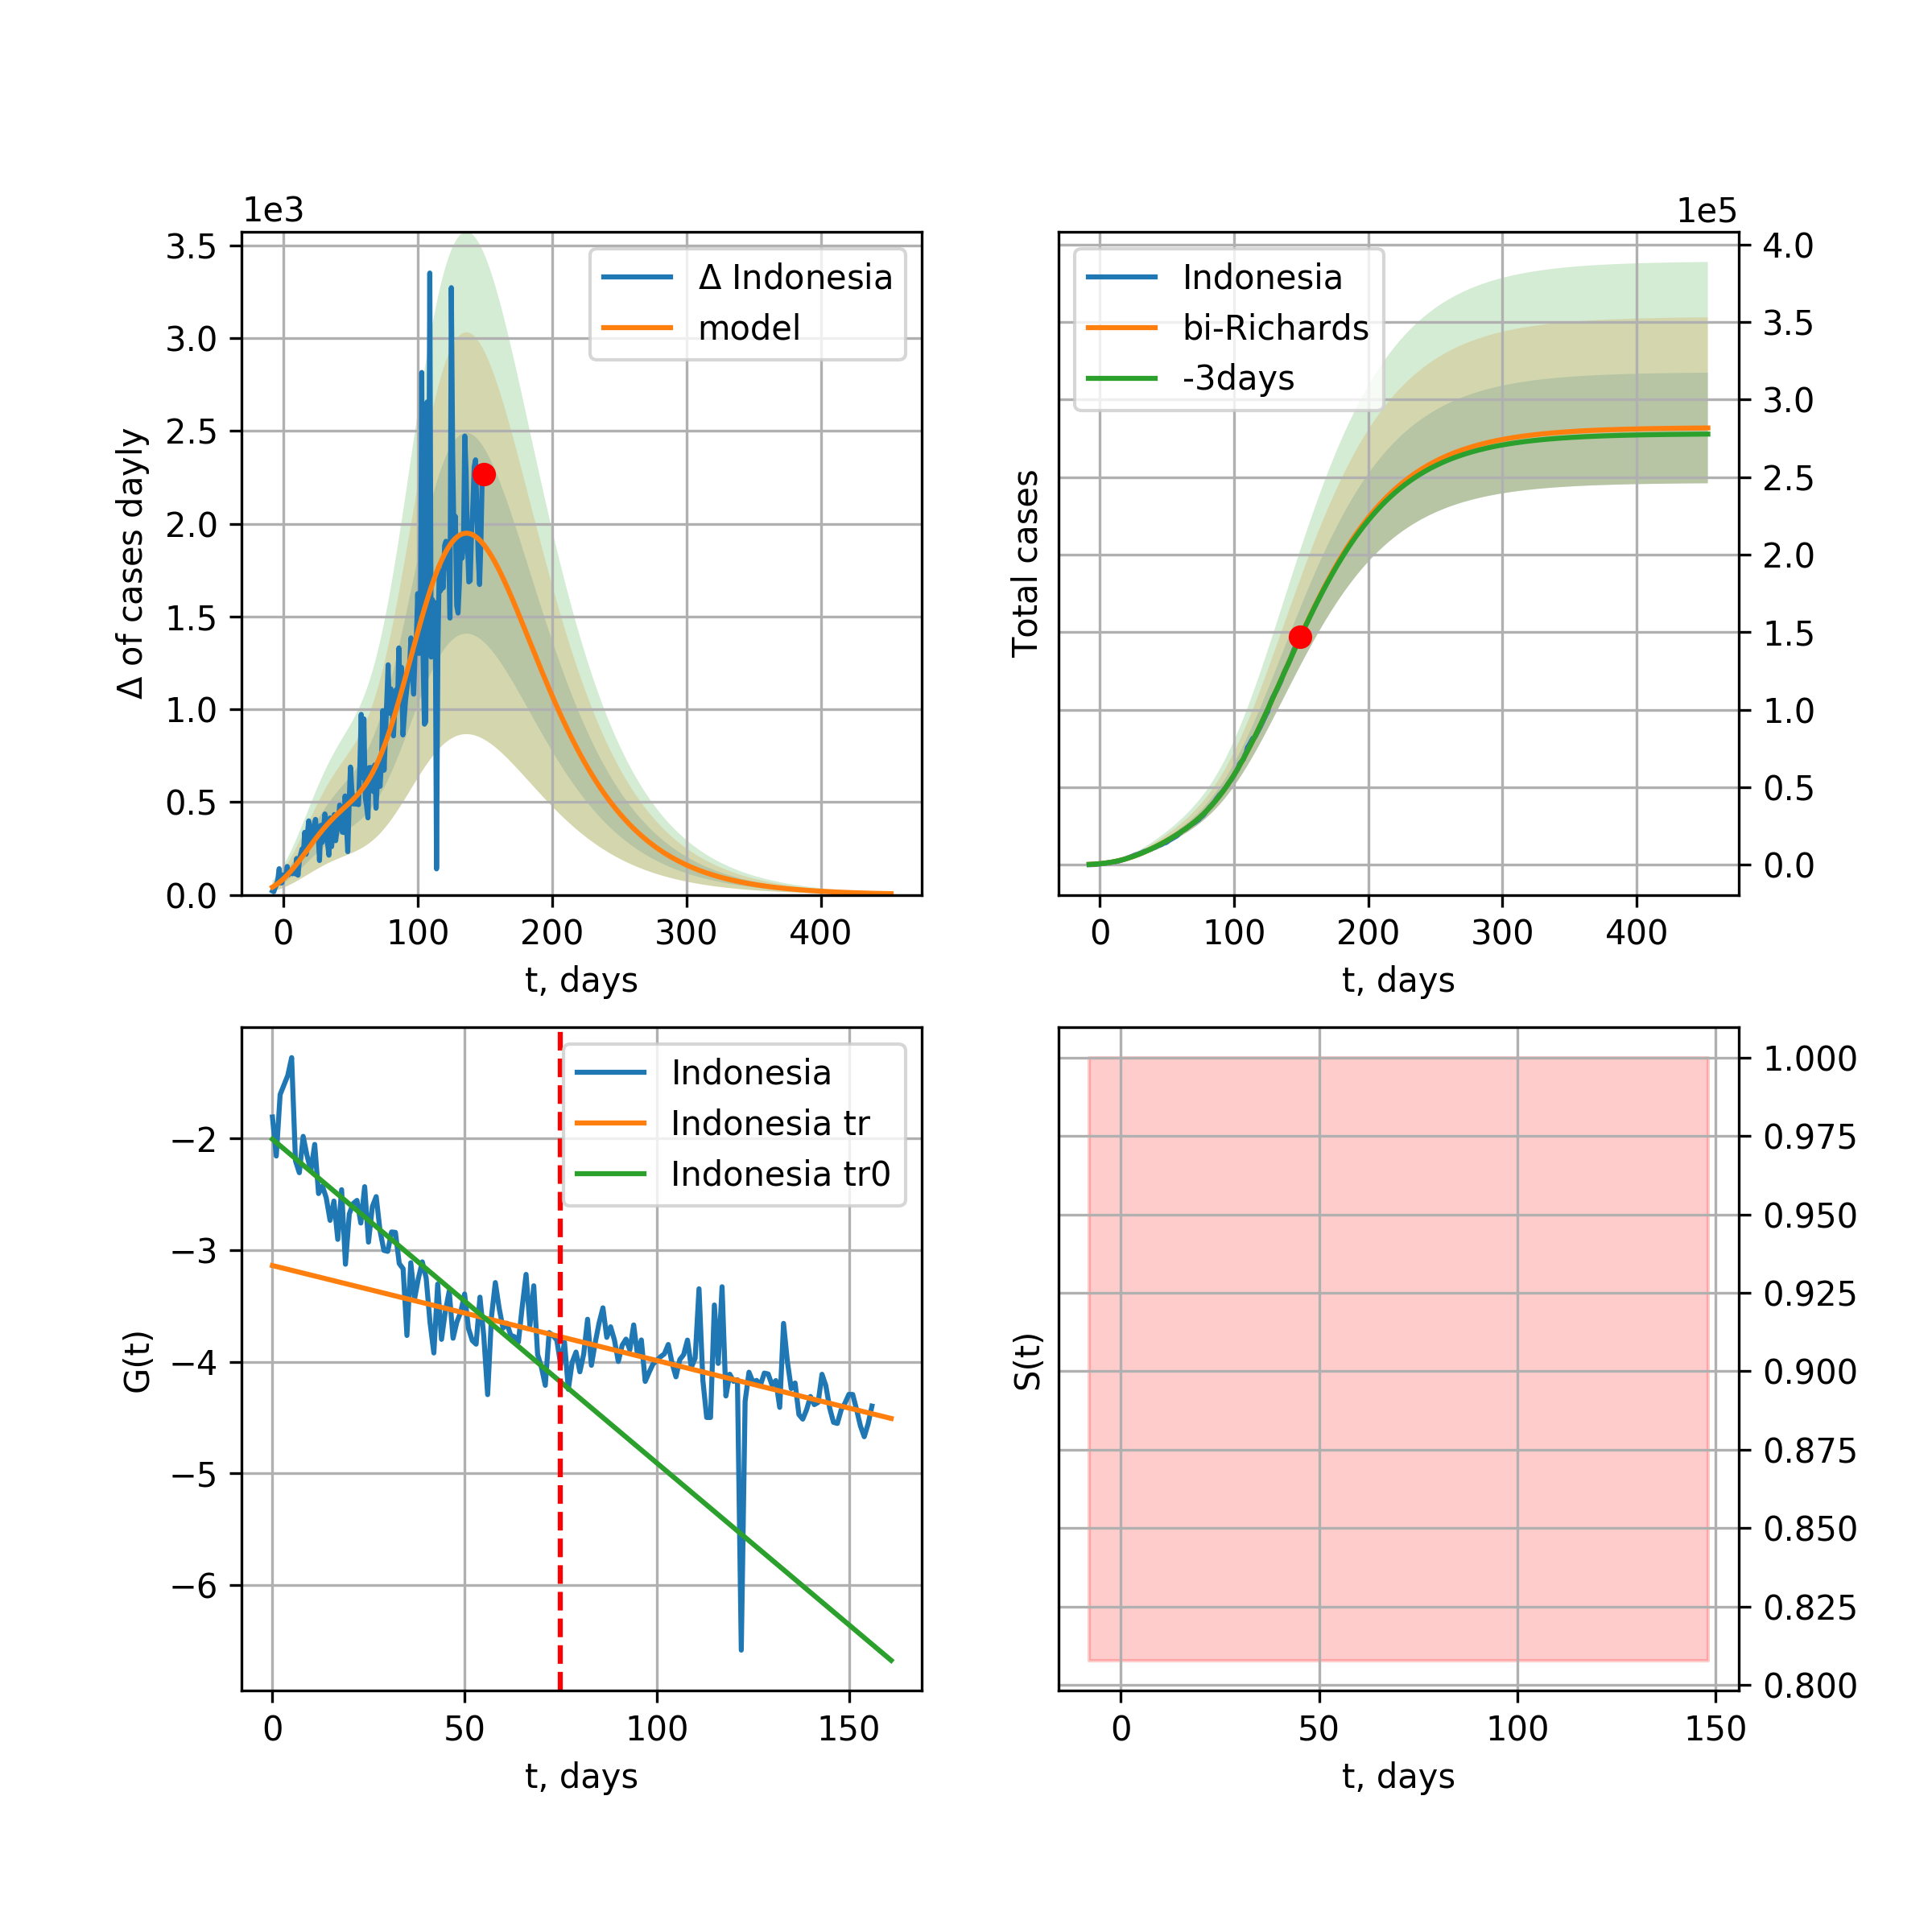 1e3
3.5
3.0
2.5
2.0
1.5
1.0
0.5
0.0
Δ of cases dayly
Δ Indonesia
model
0 100 200 300 400
t, days
1e5
4.0
3.5
3.0
2.5
2.0
1.5
1.0
0.5
0.0
Total cases
Indonesia
bi-Richards
-3days
0 100 200 300 400
t, days
−2
−3
−4
−5
−6
G(t)
Indonesia
Indonesia tr
Indonesia tr0
0 50 100 150
t, days
1.000
0.975
0.950
0.925
0.900
0.875
0.850
0.825
0.800
S(t)
0 50 100 150
t, days